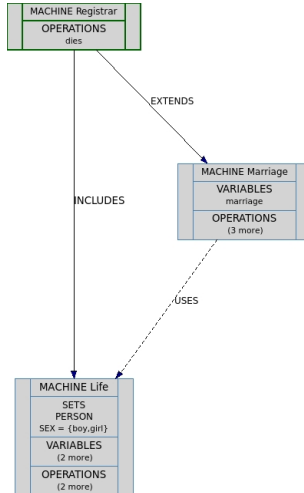 MACHINE Registrar
OPERATIONS
dies
EXTENDS
MACHINE Marriage
VARIABLES
marriage
OPERATIONS
(3 more)
INCLUDES
USES
MACHINE Life
SETS
PERSON
SEX = {boy,girl}
VARIABLES
(2 more)
OPERATIONS
(2 more)